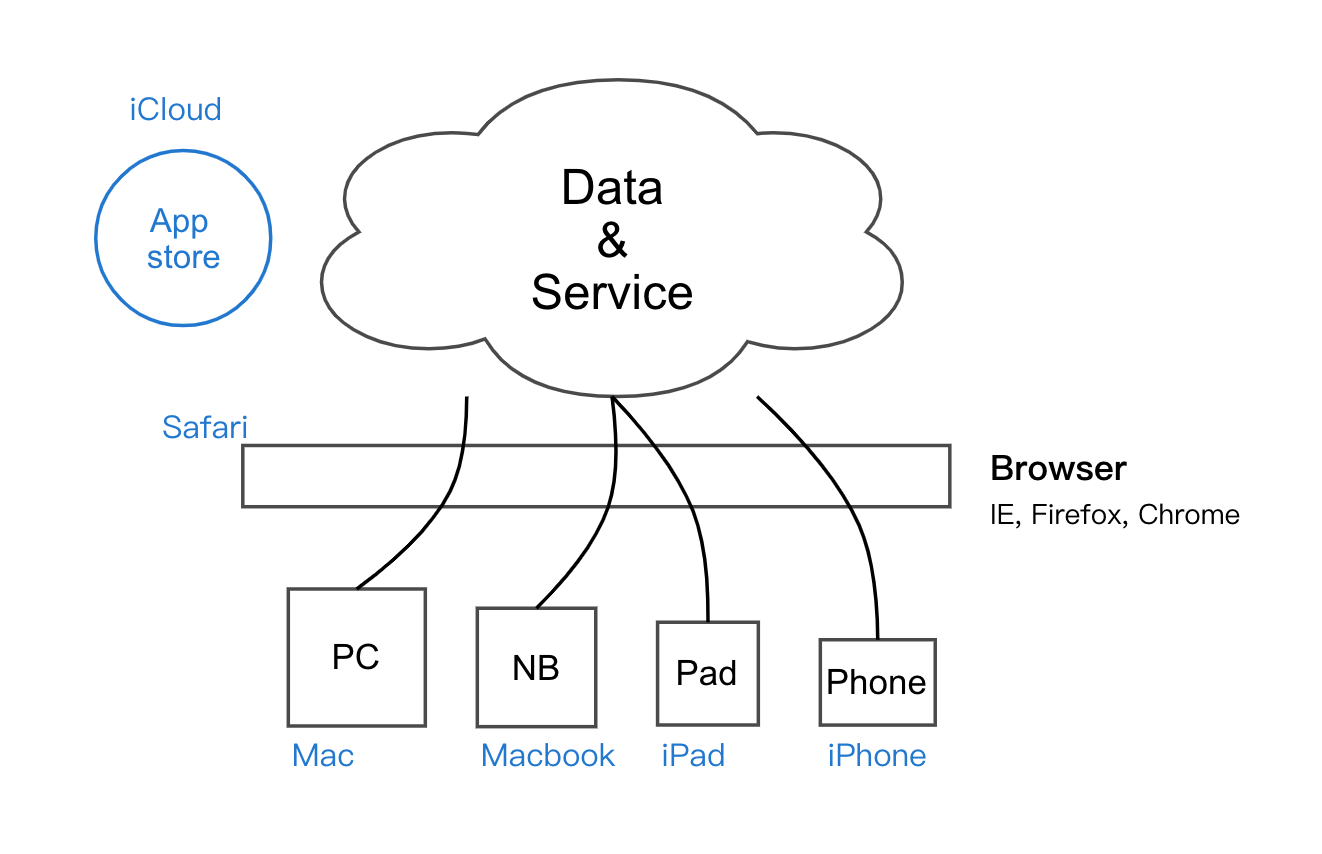 iCloud
App
store
Data
&
Service
Safari
Browser
IE, Firefox, Chrome
PC
NB
Pad
Phone
Mac
Macbook
iPad
iPhone